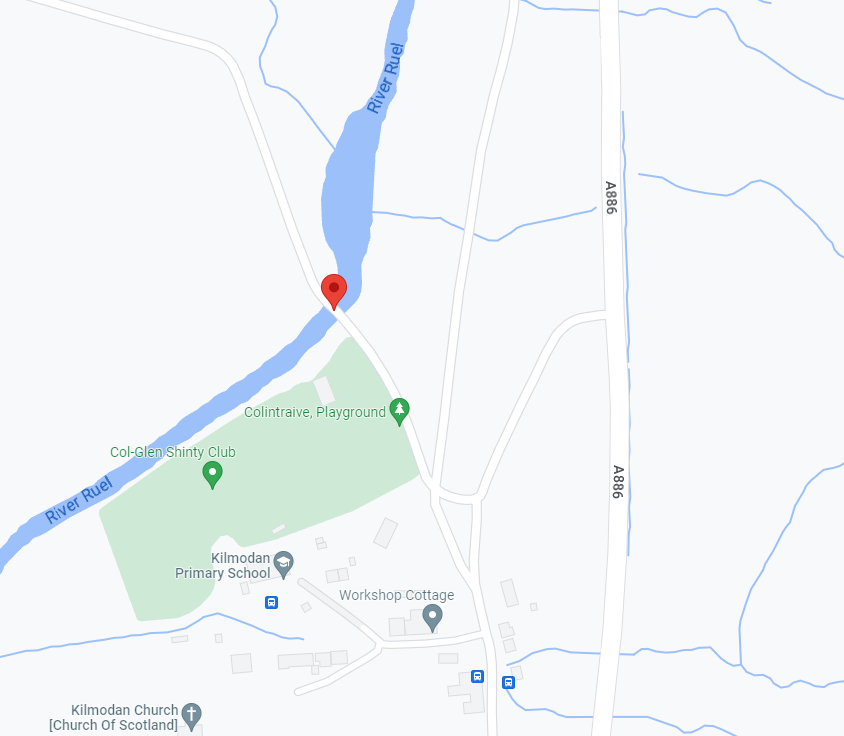 River Ruel
A886
Colintraive, Playground
Col-Glen Shinty Club
A886
River Ruel
Kilmodan
Primary School
Workshop Cottage
Kilmodan Church
[Church Of Scotland]